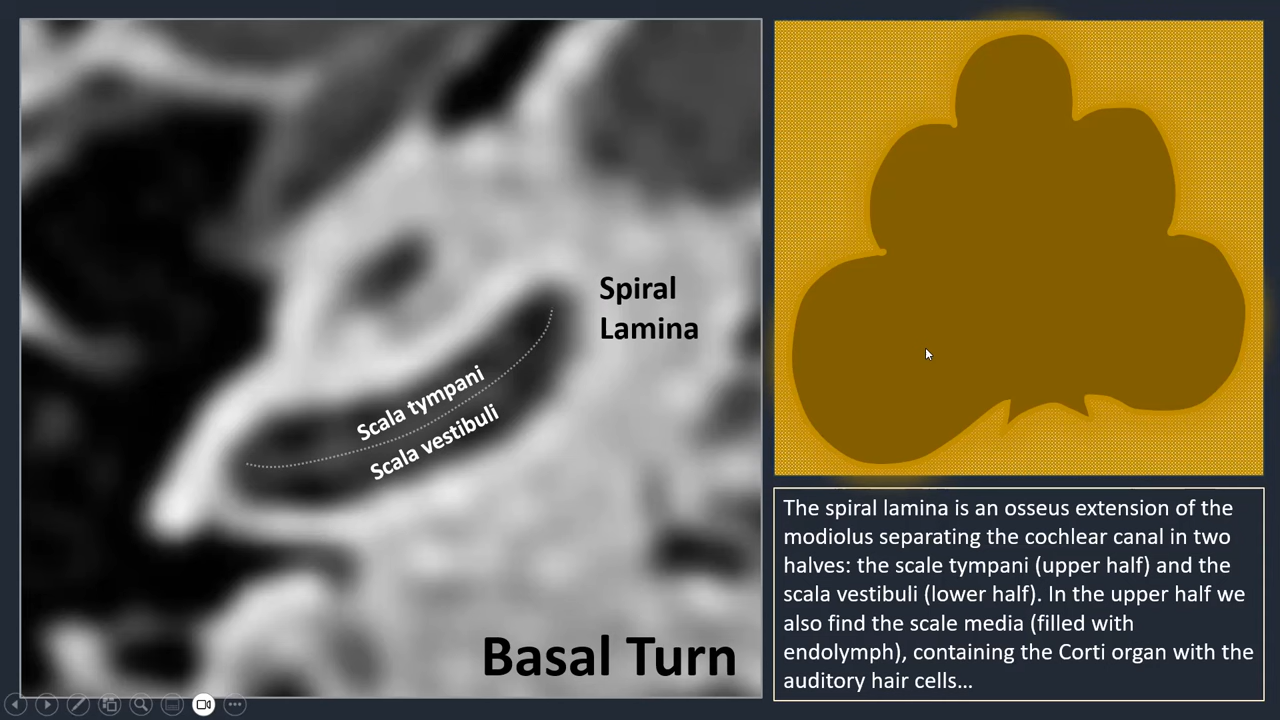 Spiral
Lamina
Scala tympani
Scala vestibuli
Basal Turn
The spiral lamina is an osseus extension of the
modiolus separating the cochlear canal in two
halves: the scale tympani (upper half) and the
scala vestibuli (lower half). In the upper half we
also find the scale media (filled with
endolymph), containing the Corti organ with the
auditory hair cells...